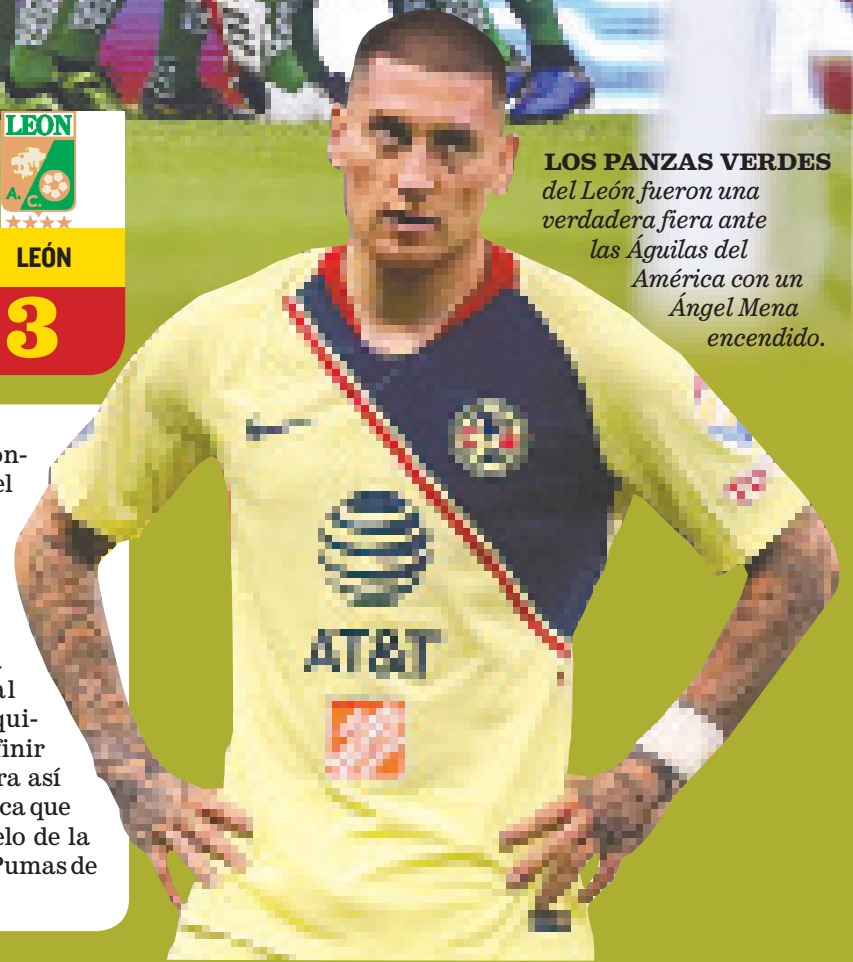 LEON
A. C.
LEÓN
3
LOS PANZAS VERDES
del León fueron una
verdadera fiera ante
las Águilas del
América con un
Ángel Mena
encendido.
on-
el
al
qui-
finir
ra así
ca que
elo de la
Pumas de
AT&T